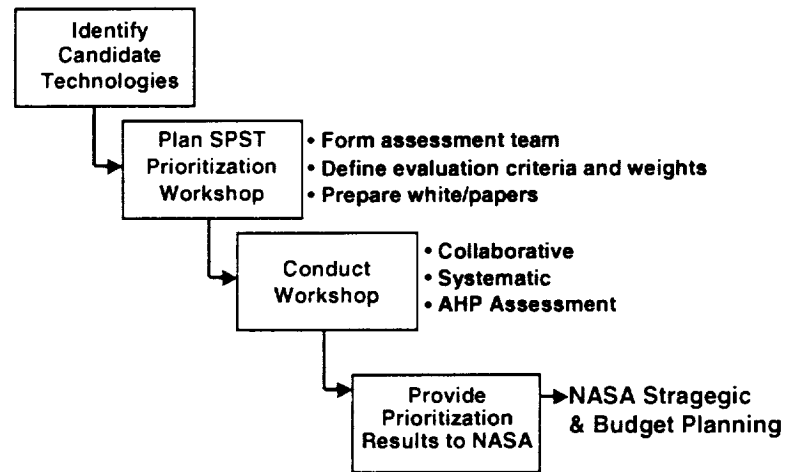 Identify
Candidate
Technologies
Plan SPST
Prioritization
Workshop
• Form assessment team
• Define evaluation criteria and weights
• Prepare white/papers
Conduct
Workshop
• Collaborative
• Systematic
• AHP Assessment
Provide
Prioritization
Results to NASA
NASA Stragegic
& Budget Planning